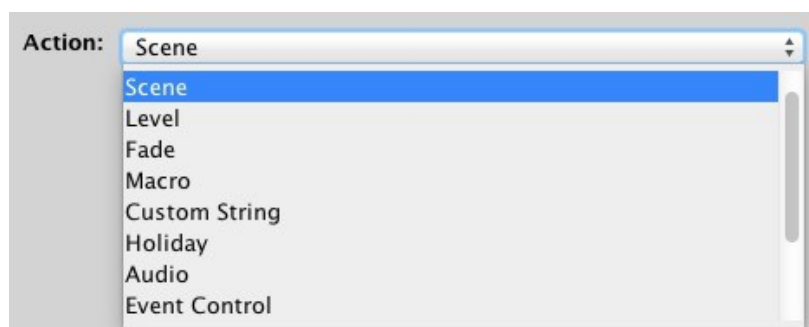 Action: Scene
Scene
Level
Fade
Macro
Custom String
Holiday
Audio
Event Control